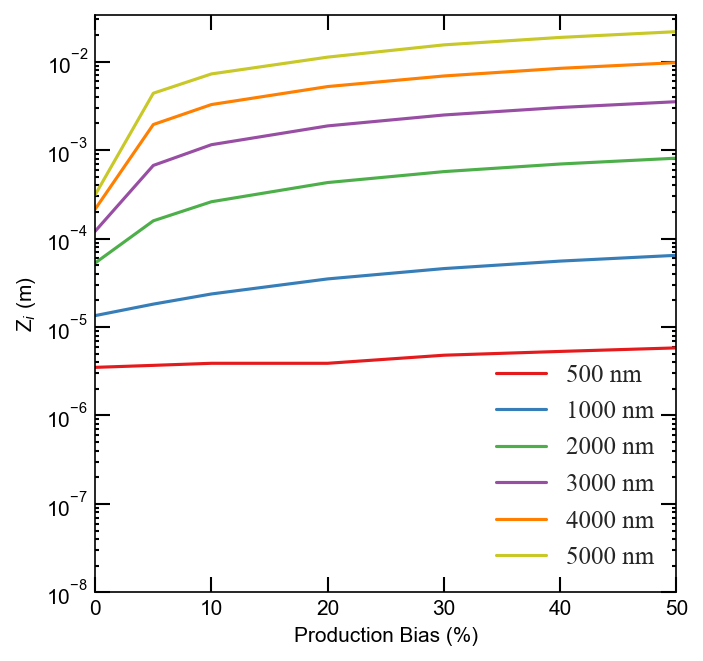 10⁻²
10⁻³
10⁻⁴
10⁻⁵
10⁻⁶
10⁻⁷
10⁻⁸
Zᵢ (m)
500 nm
1000 nm
2000 nm
3000 nm
4000 nm
5000 nm
0 10 20 30 40 50
Production Bias (%)